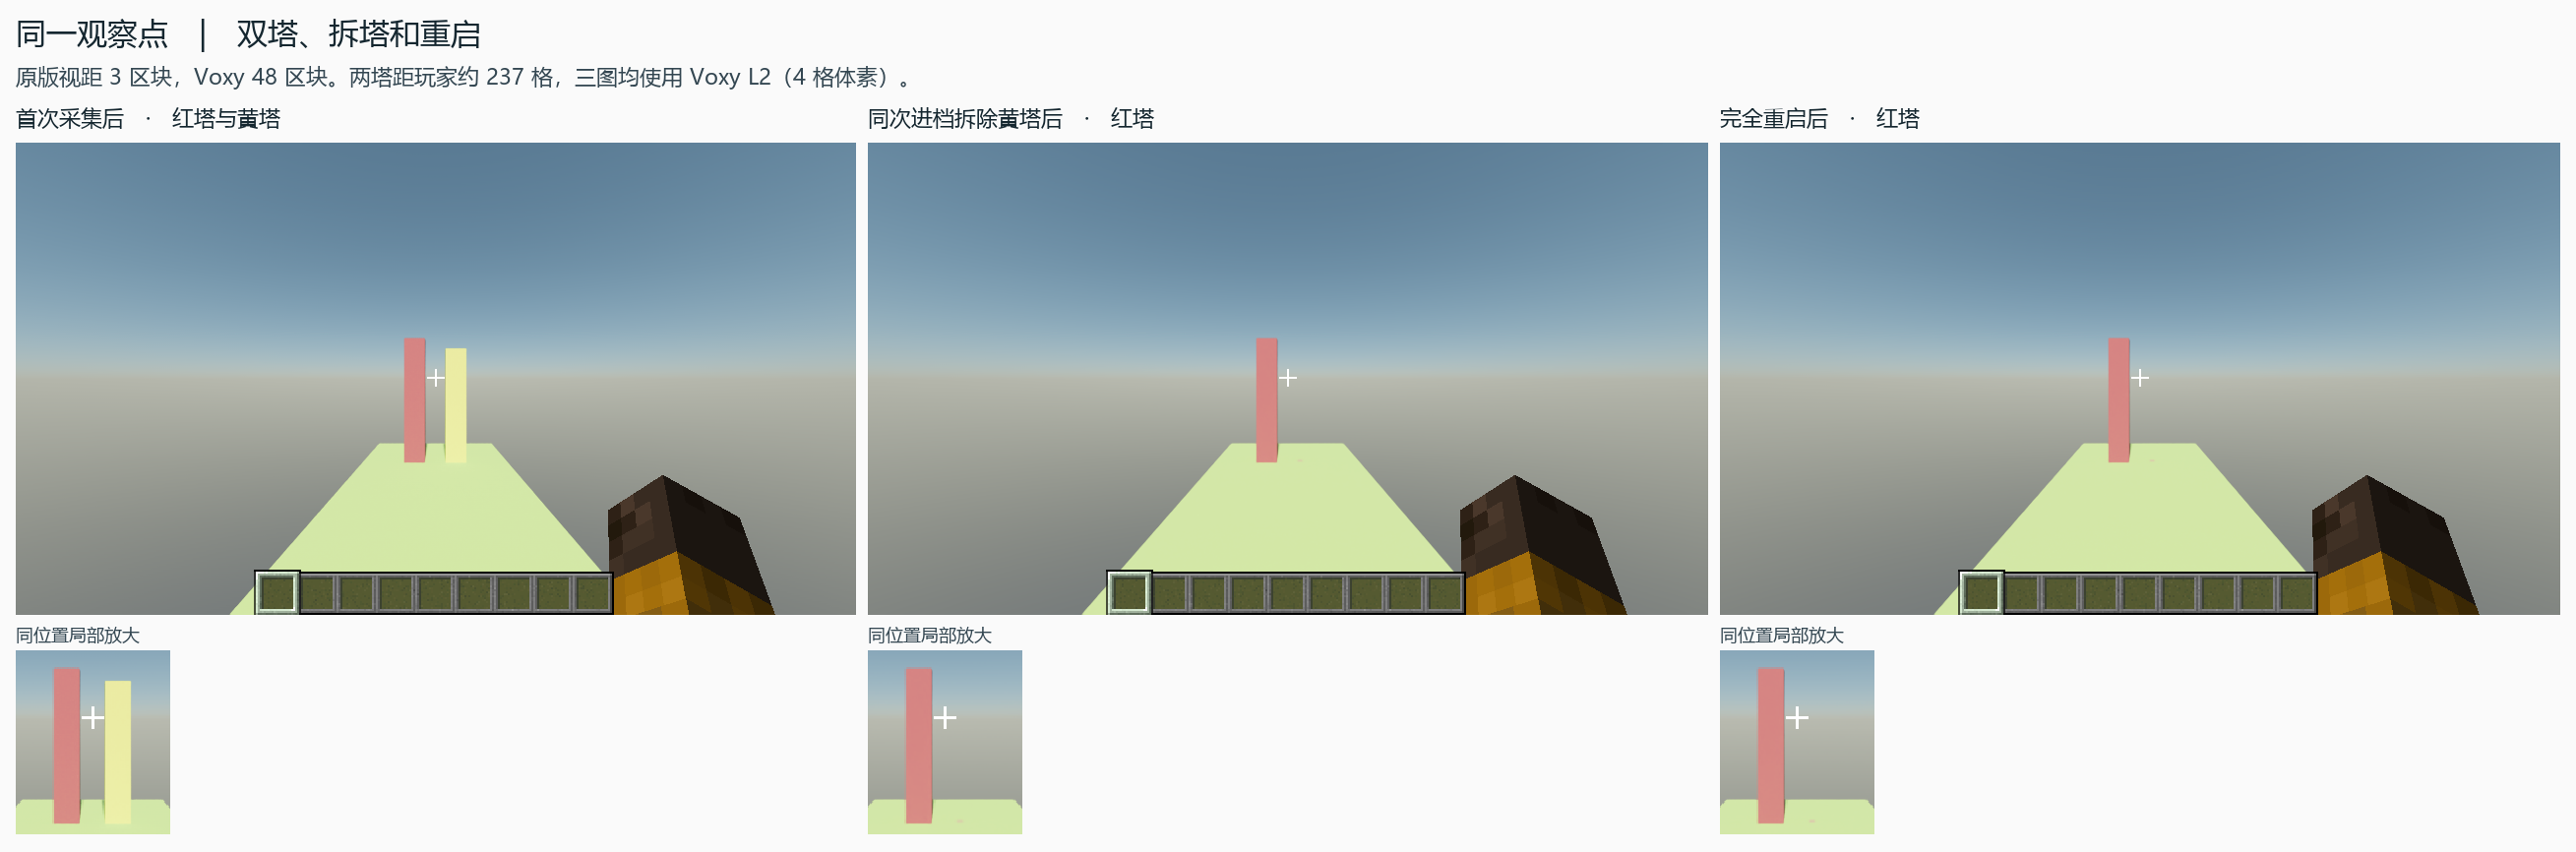 同一观察点 | 双塔、拆塔和重启
原版视距 3 区块，Voxy 48 区块。两塔距玩家约 237 格，三图均使用 Voxy L2（4 格体素）。
首次采集后 · 红塔与黄塔
同次进档拆除黄塔后 · 红塔
完全重启后 · 红塔
同位置局部放大
同位置局部放大
同位置局部放大